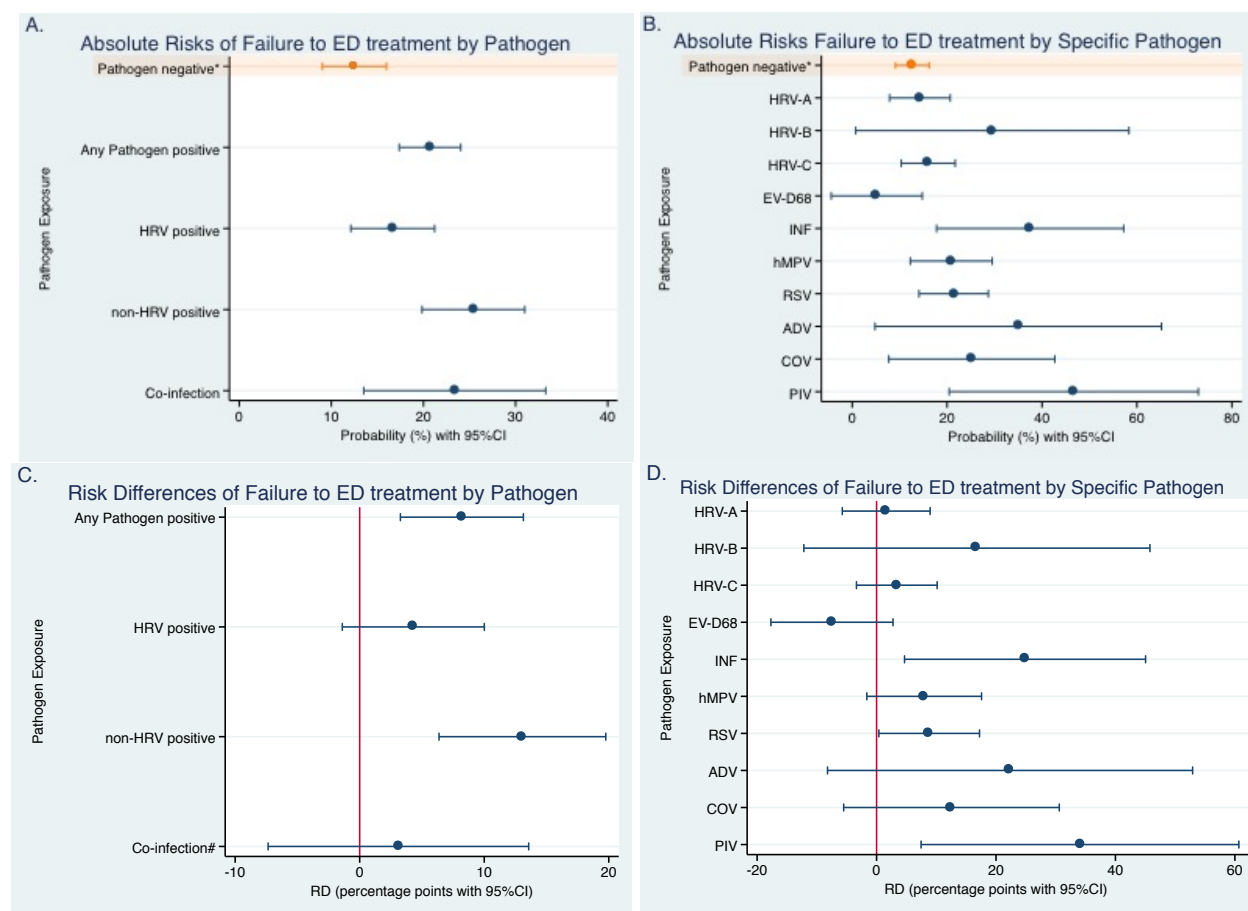 A.
Absolute Risks of Failure to ED treatment by Pathogen
Pathogen negative*
Any Pathogen positive
HRV positive
non-HRV positive
Co-infection
Pathogen Exposure
0 10 20 30 40
Probability (%) with 95%CI
B.
Absolute Risks Failure to ED treatment by Specific Pathogen
Pathogen negative*
HRV-A
HRV-B
HRV-C
EV-D68
INF
hMPV
RSV
ADV
COV
PIV
Pathogen Exposure
0 20 40 60 80
Probability (%) with 95%CI
C.
Risk Differences of Failure to ED treatment by Pathogen
Any Pathogen positive
HRV positive
non-HRV positive
Co-infection#
Pathogen Exposure
-10 0 10 20
RD (percentage points with 95%CI)
D.
Risk Differences of Failure to ED treatment by Specific Pathogen
HRV-A
HRV-B
HRV-C
EV-D68
INF
hMPV
RSV
ADV
COV
PIV
Pathogen Exposure
-20 0 20 40 60
RD (percentage points with 95%CI)